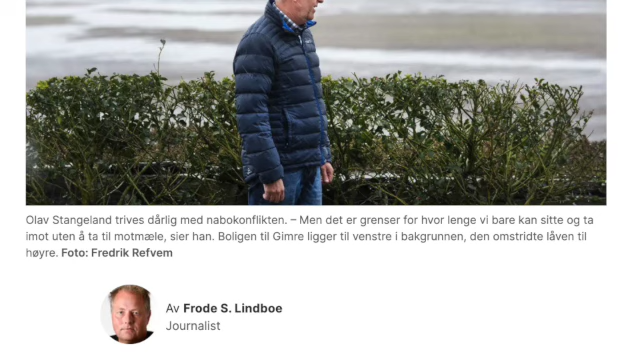 Olav Stangeland trives dårlig med nabokonflikten. – Men det er grenser for hvor lenge vi bare kan sitte og ta
imot uten å ta til motmæle, sier han. Boligen til Gimre ligger til venstre i bakgrunnen, den omstridte låven til
høyre. Foto: Fredrik Refvem
Av Frode S. Lindboe
Journalist